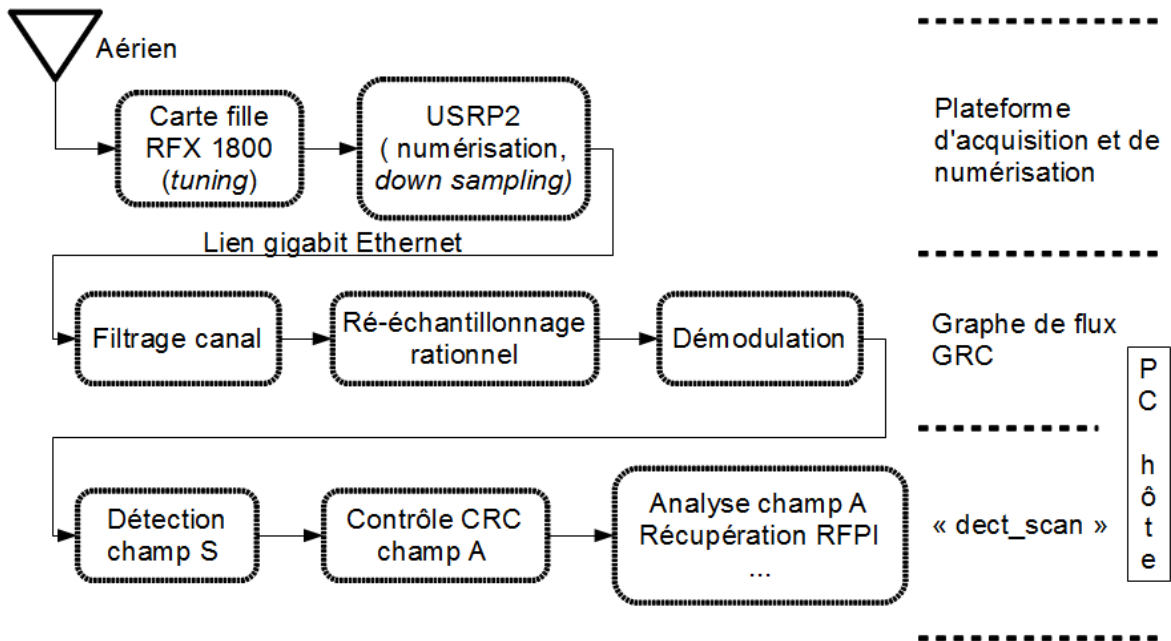 Aérien
Carte fille
RFX 1800
(tuning)
USRP2
( numérisation,
down sampling)
Plateforme
d'acquisition et de
numérisation
Lien gigabit Ethernet
Filtrage canal
Ré-échantillonnage
rationnel
Démodulation
Graphe de flux
GRC
PC hôte
Détection
champ S
Contrôle CRC
champ A
Analyse champ A
Récupération RFPI
...
« dect_scan »